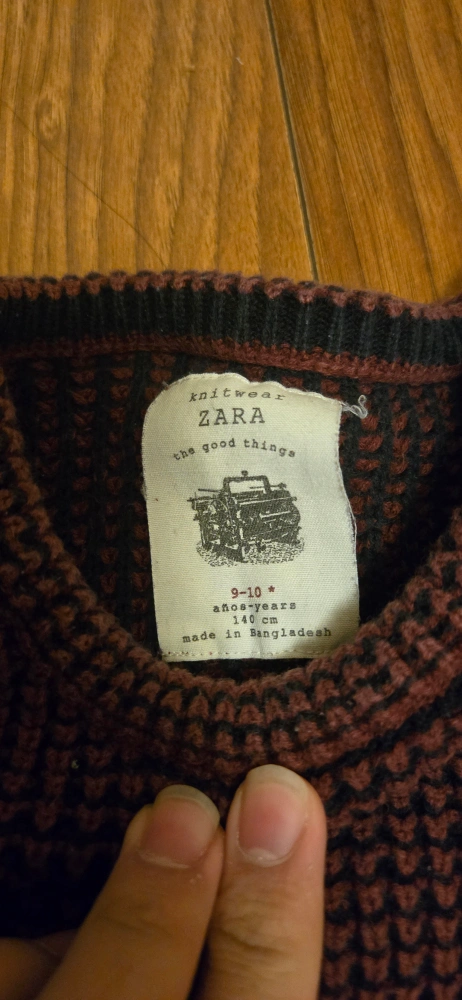 knitwear
ZARA
the good things
9-10 *
años-years
140 cm
made in Bangladesh